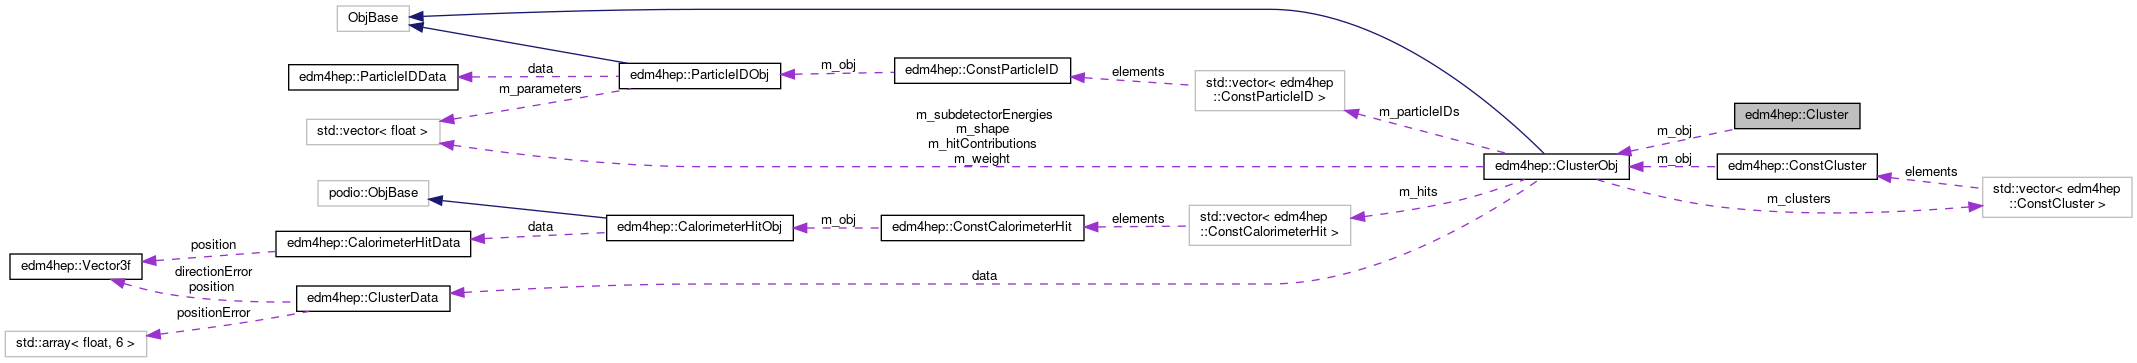 ObjBase
edm4hep::ParticleIDData
data
m_parameters
edm4hep::ParticleIDObj
m_obj
edm4hep::ConstParticleID
elements
std::vector< edm4hep
::ConstParticleID >
m_particleIDs
std::vector< float >
m_subdetectorEnergies
m_shape
m_hitContributions
m_weight
edm4hep::Cluster
m_obj
edm4hep::ClusterObj
m_obj
edm4hep::ConstCluster
elements
std::vector< edm4hep
::ConstCluster >
m_clusters
podio::ObjBase
edm4hep::CalorimeterHitObj
m_obj
edm4hep::ConstCalorimeterHit
elements
std::vector< edm4hep
::ConstCalorimeterHit >
m_hits
data
edm4hep::CalorimeterHitData
position
edm4hep::Vector3f
directionError
position
edm4hep::ClusterData
data
positionError
std::array< float, 6 >